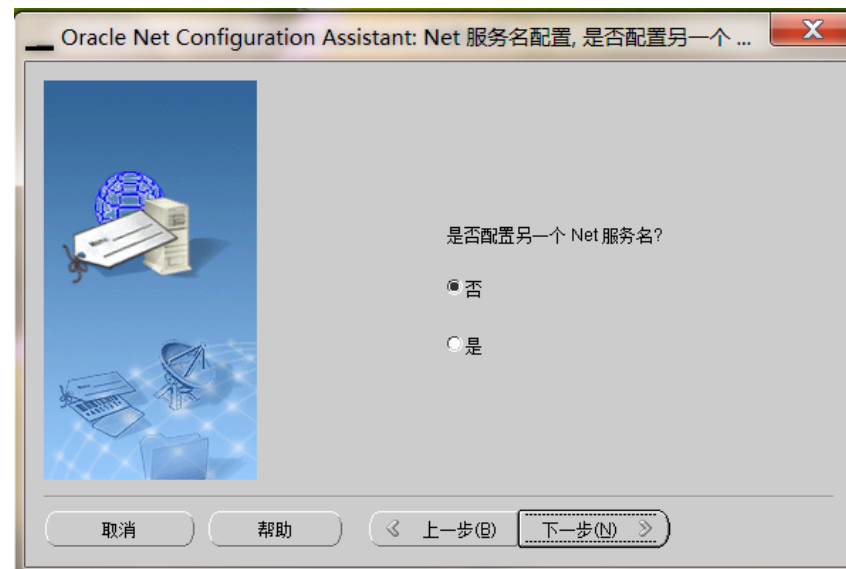 Oracle Net Configuration Assistant: Net 服务名配置, 是否配置另一个 ...
是否配置另一个 Net 服务名?
否
是
取消
帮助
上一步(B)
下一步(N)